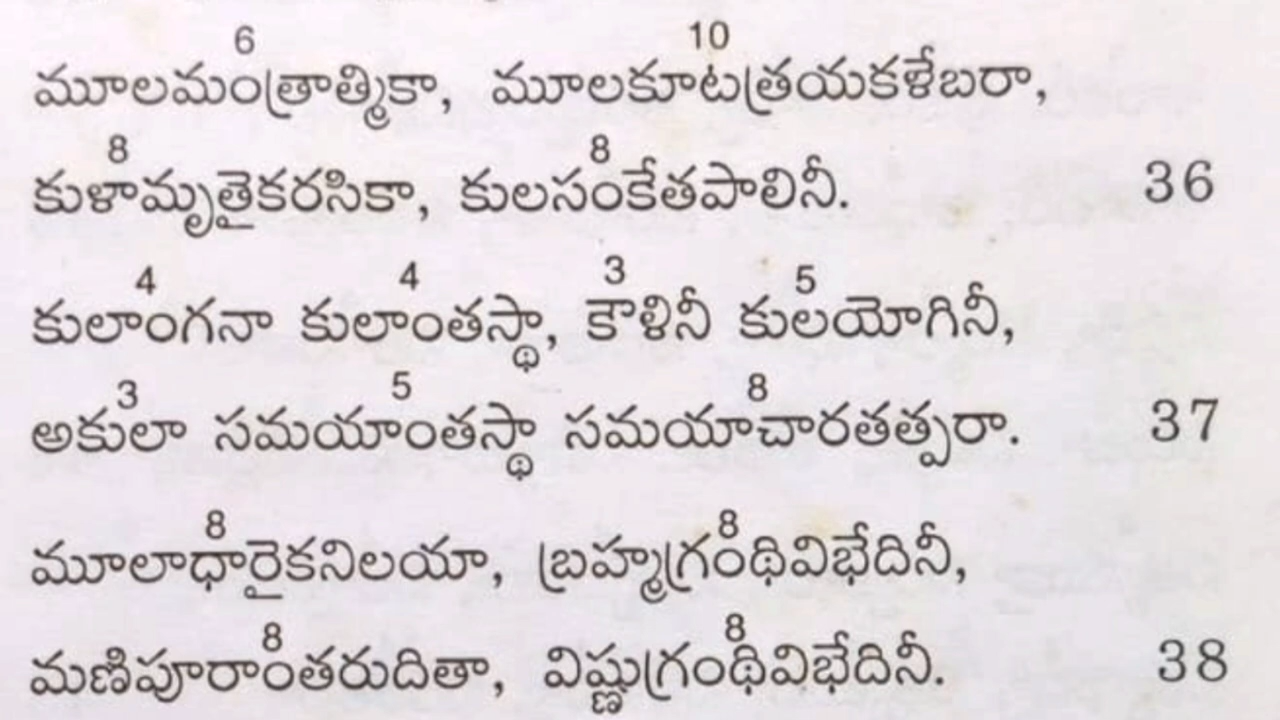 6 10
మూలమంత్రాత్మికా, మూలకూటత్రయకళేబరా,
8 8
కుళామృతైకరసికా, కులసంకేతపాలినీ. 36
4 4 3 5
కులాంగనా కులాంతస్థా, కౌళినీ కులయోగినీ,
3 5 8
అకులా సమయాంతస్థా సమయాచారతత్పరా. 37
8 8
మూలాధారైకనిలయా, బ్రహ్మగ్రంథివిభేదినీ,
8 8
మణిపూరాంతరుదితా, విష్ణుగ్రంథివిభేదినీ. 38